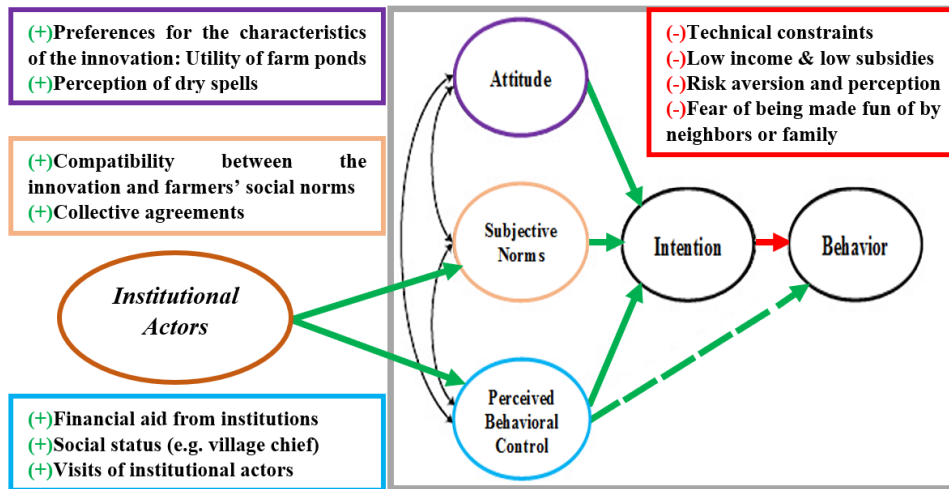 (+)Preferences for the characteristics
of the innovation: Utility of farm ponds
(+)Perception of dry spells
(+)Compatibility between the
innovation and farmers' social norms
(+)Collective agreements
Institutional
Actors
(+)Financial aid from institutions
(+)Social status (e.g. village chief)
(+)Visits of institutional actors
Attitude
Subjective
Norms
Perceived
Behavioral
Control
Intention
Behavior
(-)Technical constraints
(-)Low income & low subsidies
(-)Risk aversion and perception
(-)Fear of being made fun of by
neighbors or family